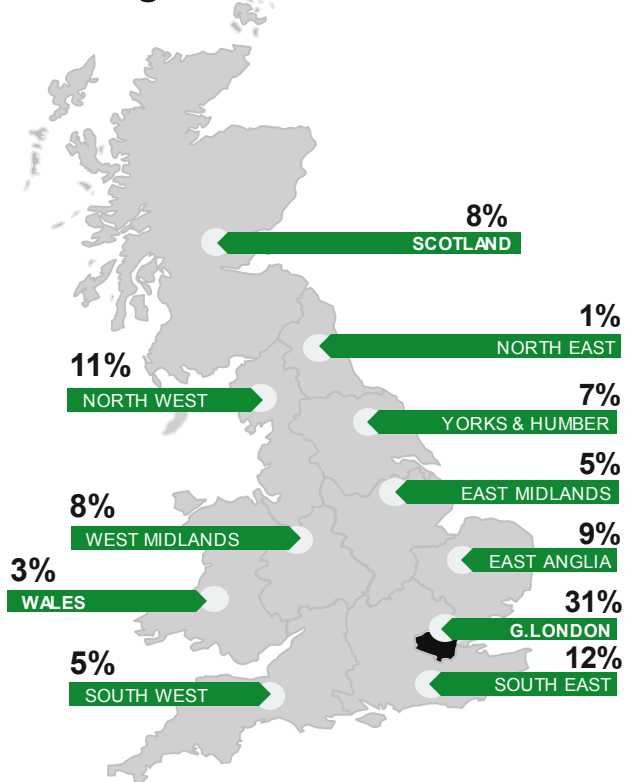 8%
SCOTLAND
1%
NORTH EAST
11%
NORTH WEST
7%
YORKS & HUMBER
5%
EAST MIDLANDS
8%
WEST MIDLANDS
9%
EAST ANGLIA
3%
WALES
31%
G.LONDON
12%
SOUTH EAST
5%
SOUTH WEST